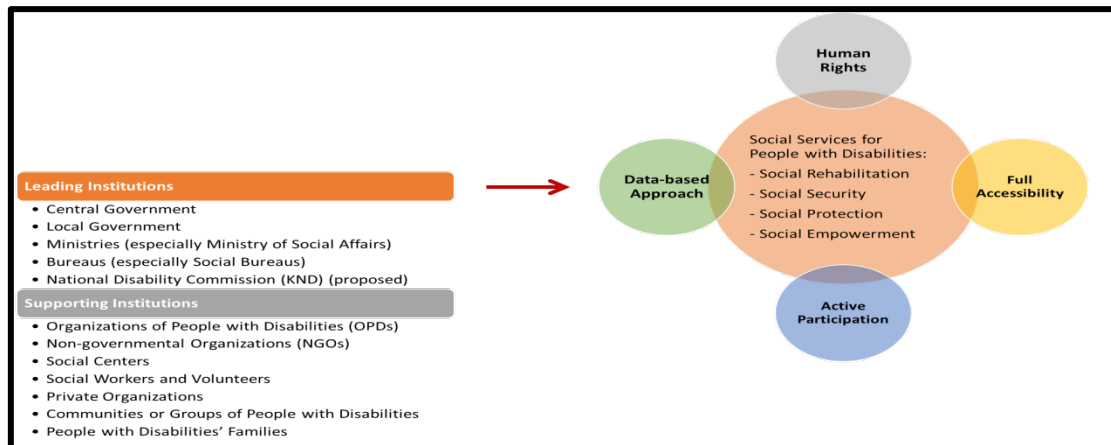 Leading Institutions
• Central Government
• Local Government
• Ministries (especially Ministry of Social Affairs)
• Bureaus (especially Social Bureaus)
• National Disability Commission (KND) (proposed)
Supporting Institutions
• Organizations of People with Disabilities (OPDs)
• Non-governmental Organizations (NGOs)
• Social Centers
• Social Workers and Volunteers
• Private Organizations
• Communities or Groups of People with Disabilities
• People with Disabilities’ Families
Human
Rights
Data-based
Approach
Social Services for
People with Disabilities:
- Social Rehabilitation
- Social Security
- Social Protection
- Social Empowerment
Full
Accessibility
Active
Participation